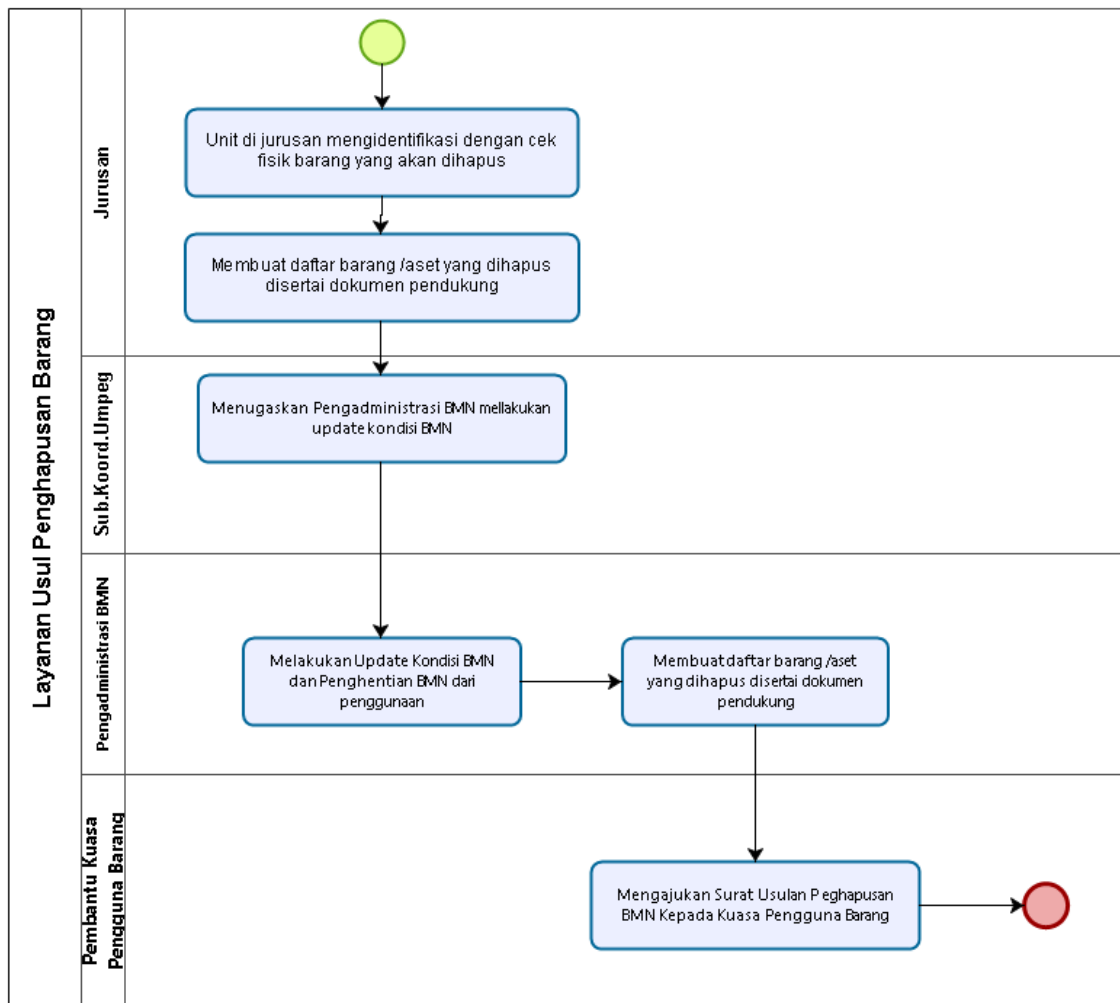 Layanan Usul Penghapusan Barang
Jurusan
Unit di jurusan mengidentifikasi dengan cek
fisik barang yang akan dihapus
Membuat daftar barang /aset yang dihapus
disertai dokumen pendukung
Sub.Koord.Umpeg
Menugaskan Pengadministrasi BMN mellakukan
update kondisi BMN
Pengadministrasi BMN
Melakukan Update Kondisi BMN
dan Penghentian BMN dari
penggunaan
Membuat daftar barang /aset
yang dihapus disertai dokumen
pendukung
Pembantu Kuasa
Pengguna Barang
Mengajukan Surat Usulan Peghapusan
BMN Kepada Kuasa Pengguna Barang